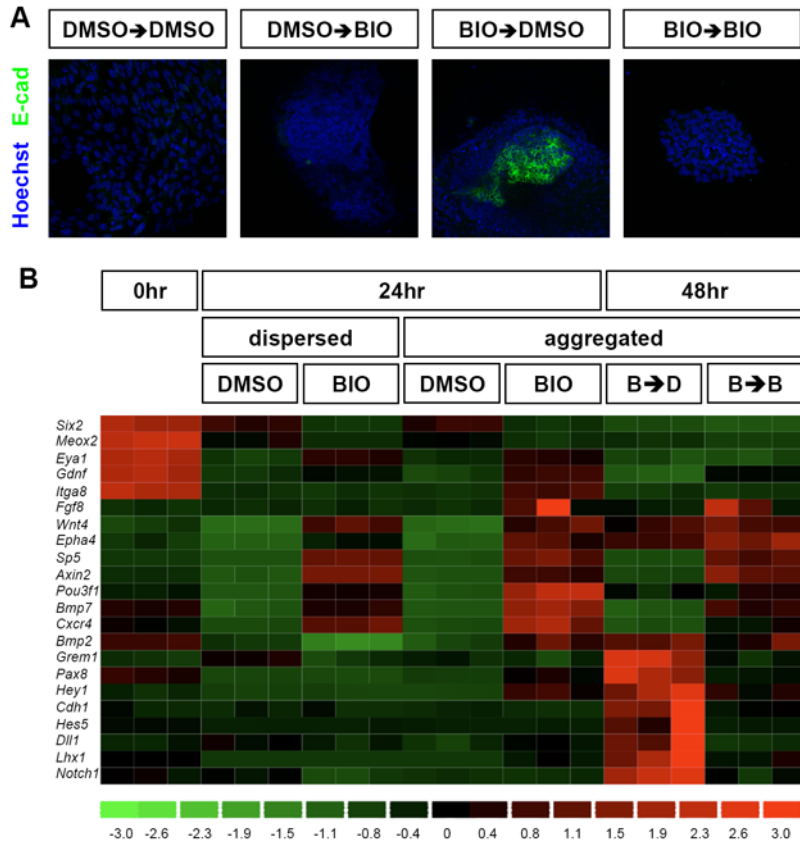 A
DMSO➔DMSO DMSO➔BIO BIO➔DMSO BIO➔BIO
Hoechst E-cad
B
0hr 24hr 48hr
dispersed aggregated
DMSO BIO DMSO BIO B➔D B➔B
Six2
Meox2
Eya1
Gdnf
Itga8
Fgf8
Wnt4
Epha4
Sp5
Axin2
Pou3f1
Bmp7
Cxcr4
Bmp2
Grem1
Pax8
Hey1
Cdh1
Hes5
Dll1
Lhx1
Notch1
-3.0 -2.6 -2.3 -1.9 -1.5 -1.1 -0.8 -0.4 0 0.4 0.8 1.1 1.5 1.9 2.3 2.6 3.0